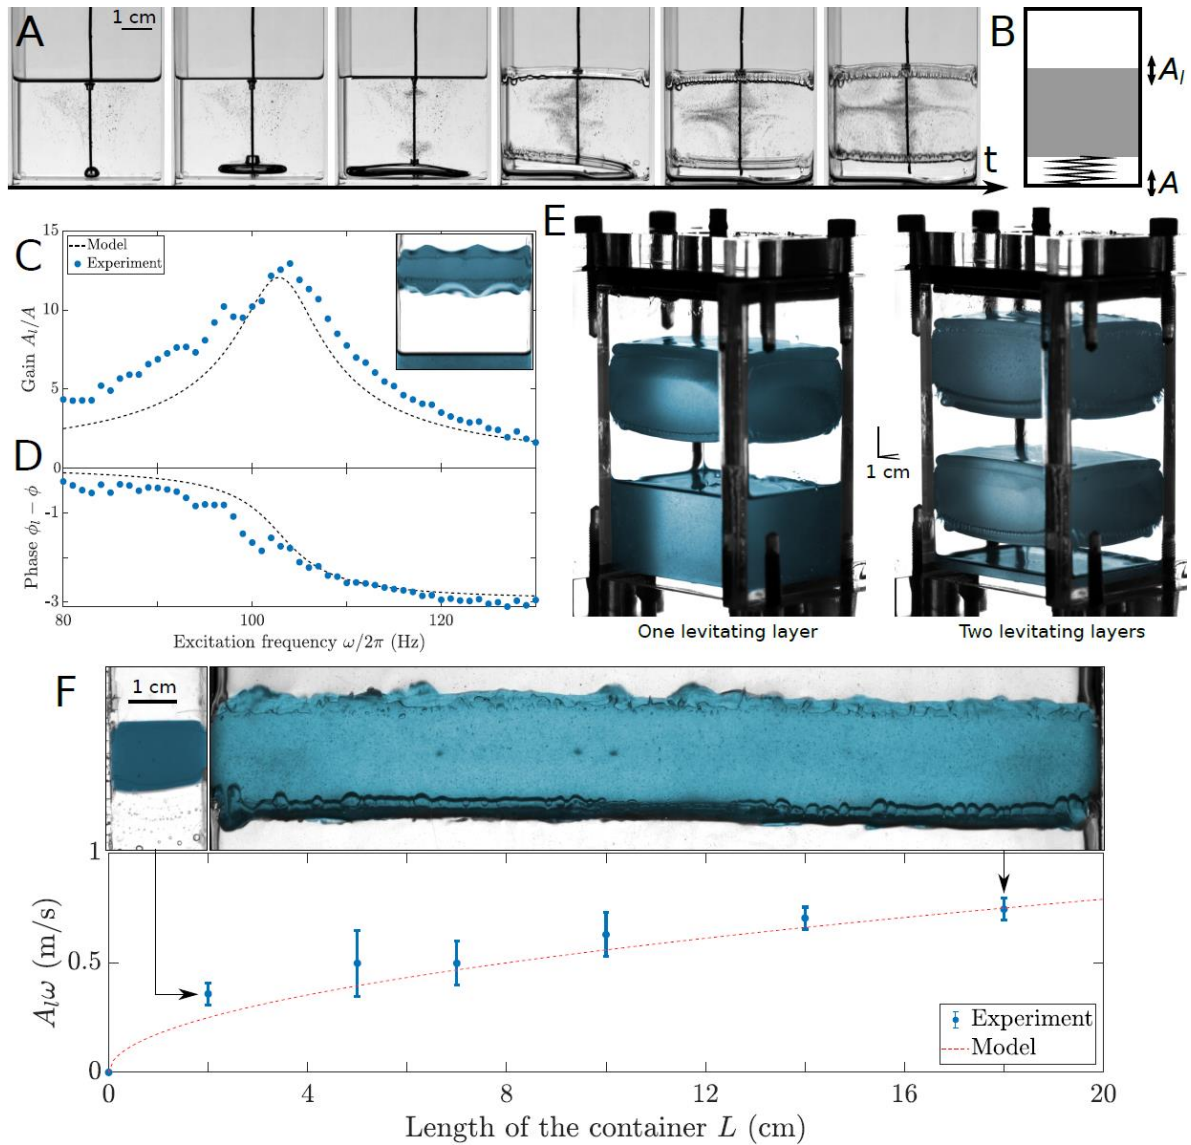 A
1 cm
t
B
A_l
A
C
Model
Experiment
15
10
5
0
Gain A_l/A
D
-1
-3
Phase ϕ_l − ϕ
80
100
120
Excitation frequency ω/2π (Hz)
E
1 cm
One levitating layer
Two levitating layers
F
1 cm
1
0.5
0
A_lω (m/s)
Experiment
Model
0
4
8
12
16
20
Length of the container L (cm)